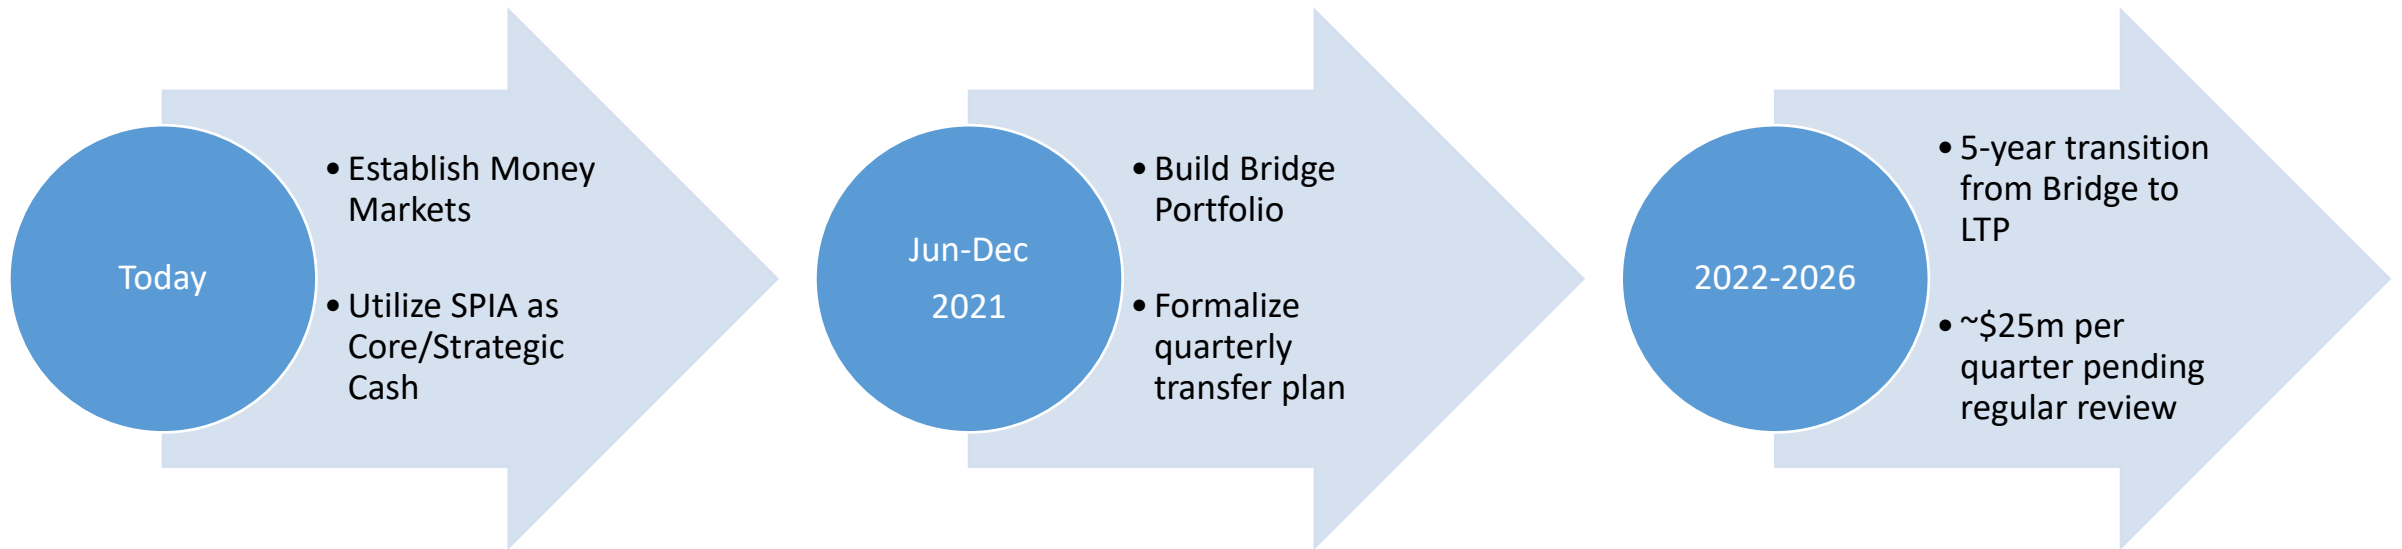 Today
• Establish Money
Markets
• Utilize SPIA as
Core/Strategic
Cash
Jun-Dec
2021
• Build Bridge
Portfolio
• Formalize
quarterly
transfer plan
2022-2026
• 5-year transition
from Bridge to
LTP
• ~$25m per
quarter pending
regular review